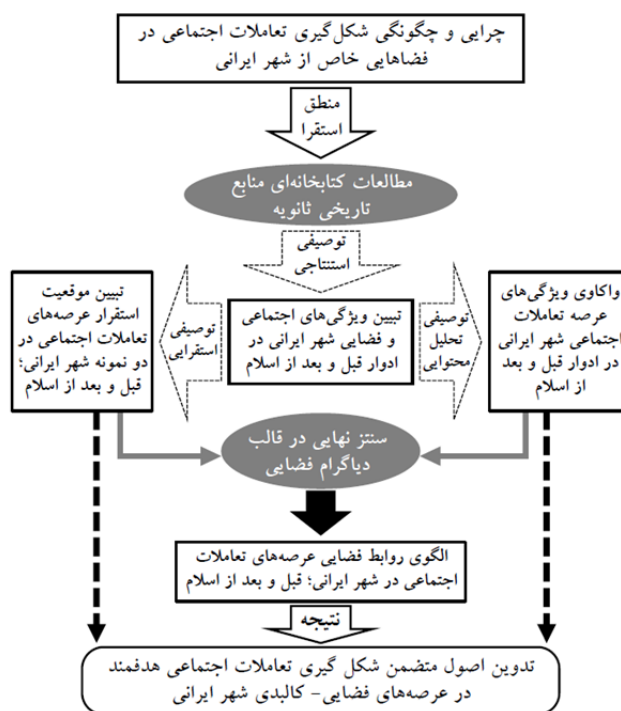 چرایی و چگونگی شکل‌گیری تعاملات اجتماعی در
فضاهایی خاص از شهر ایرانی
منطق
استقرا
مطالعات کتابخانه‌ای منابع
تاریخی ثانویه
توصیفی
استنتاجی
واکاوی ویژگی‌های
عرصه تعاملات
اجتماعی شهر ایرانی
در ادوار قبل و بعد
از اسلام
توصیفی
تحلیل
محتوایی
تبیین ویژگی‌های اجتماعی
و فضایی شهر ایرانی در
ادوار قبل و بعد از اسلام
توصیفی
استقرایی
تبیین موقعیت
استقرار عرصه‌های
تعاملات اجتماعی در
دو نمونه شهر ایرانی؛
قبل و بعد از اسلام
سنتز نهایی در قالب
دیاگرام فضایی
الگوی روابط فضایی عرصه‌های تعاملات
اجتماعی در شهر ایرانی؛ قبل و بعد از اسلام
نتیجه
تدوین اصول متضمن شکل گیری تعاملات اجتماعی هدفمند
در عرصه‌های فضایی- کالبدی شهر ایرانی